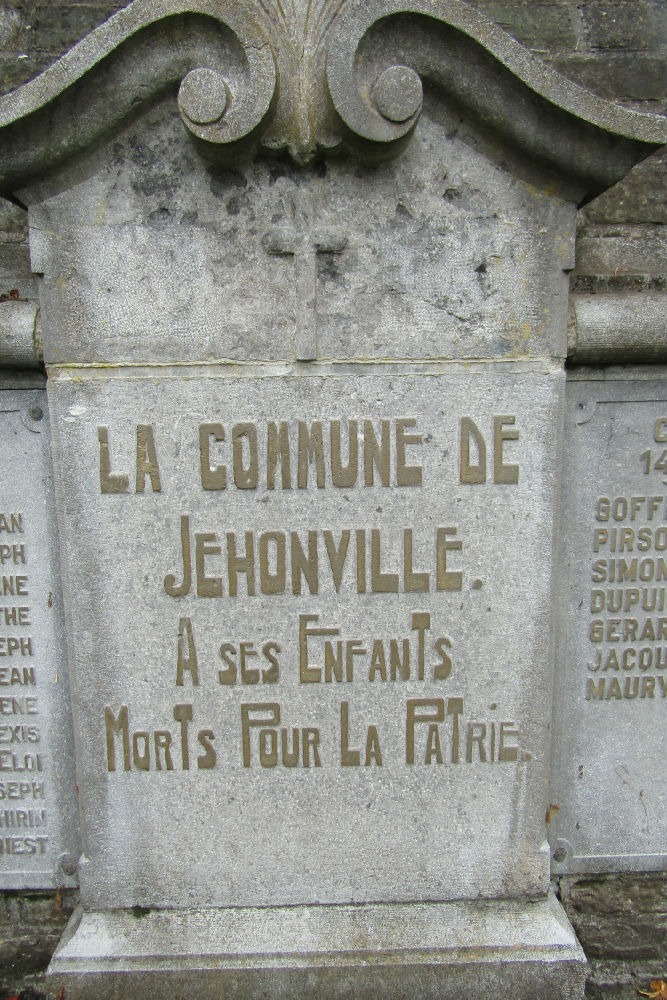 LA COMMUNE DE
JEHONVILLE.
A SES ENFANTS
MORTS POUR LA PATRIE.
GOFF
PIRSO
SIMON
DUPUI
GERAR
JACQU
MAURY
AN
PH
NE
THE
EPH
EAN
ENE
EXIS
ELOI
SEPH
HIRIN
NEST